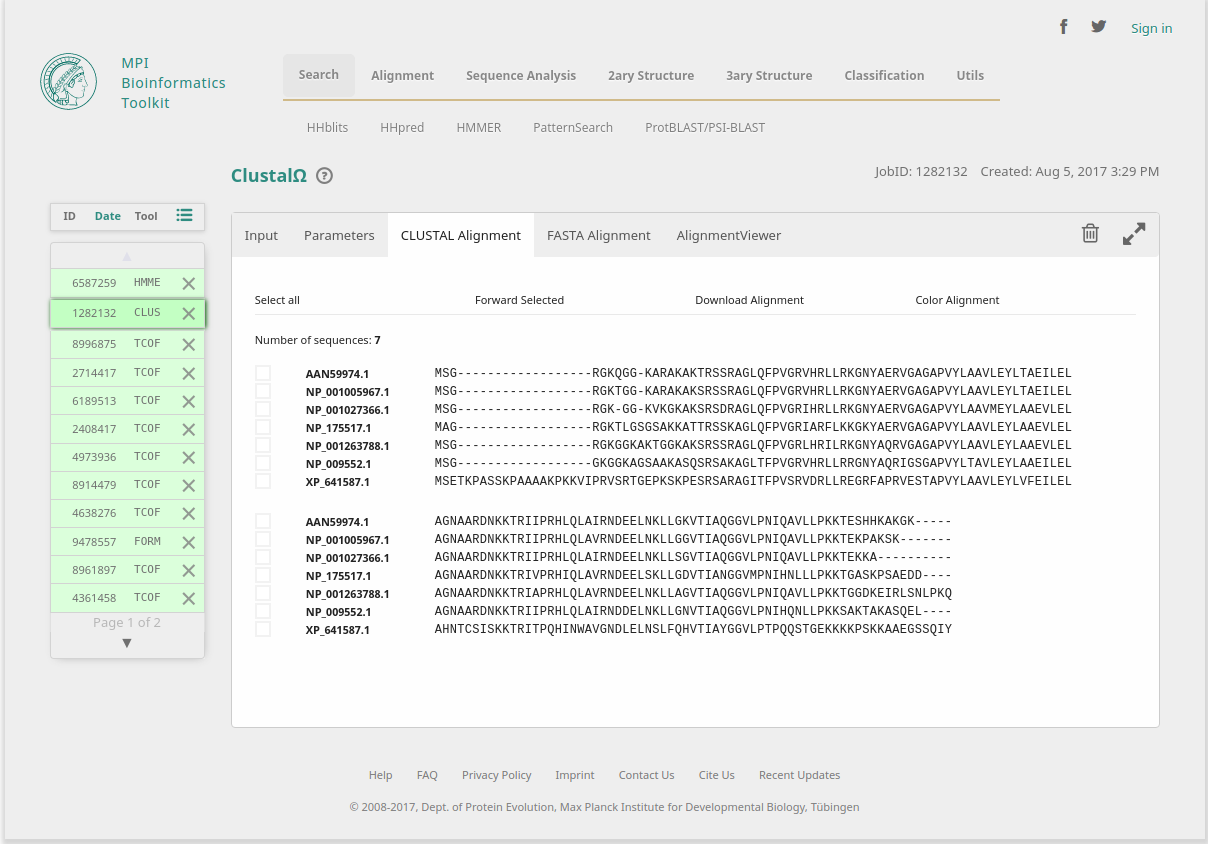 Sign in
MPI
Bioinformatics
Toolkit
Search Alignment Sequence Analysis 2ary Structure 3ary Structure Classification Utils
HHblits HHpred HMMER PatternSearch ProtBLAST/PSI-BLAST
ClustalΩ ?
JobID: 1282132 Created: Aug 5, 2017 3:29 PM
ID Date Tool
6587259 HMME
1282132 CLUS
8996875 TCOF
2714417 TCOF
6189513 TCOF
2408417 TCOF
4973936 TCOF
8914479 TCOF
4638276 TCOF
9478557 FORM
8961897 TCOF
4361458 TCOF
Page 1 of 2
Input Parameters CLUSTAL Alignment FASTA Alignment AlignmentViewer
Select all Forward Selected Download Alignment Color Alignment
Number of sequences: 7
AAN59974.1 MSG------------------RGKQGG-KARAKAKTRSSRAGLQFPVGRVHRLLRKGNYAERVGAGAPVYLAAVLEYLTAEILEL
NP_001005967.1 MSG------------------RGKTGG-KARAKAKTRSSRAGLQFPVGRVHRLLRKGNYAERVGAGAPVYLAAVLEYLTAEILEL
NP_001027366.1 MSG------------------RGK-GG-KVKGKAKSRSDRAGLQFPVGRIHRLLRKGNYAERVGAGAPVYLAAVMEYLAAEVLEL
NP_175517.1 MAG------------------RGKTLGSGSAKKATTRSSKAGLQFPVGRIARFLKKGKYAERVGAGAPVYLAAVLEYLAAEVLEL
NP_001263788.1 MSG------------------RGKGGKAKTGGKAKSRSSRAGLQFPVGRLHRILRKGNYAQRVGAGAPVYLAAVLEYLAAEVLEL
NP_009552.1 MSG------------------GKGGKAGSAAKASQSRSAKAGLTFPVGRVHRLLRRGNYAQRIGSGAPVYLTAVLEYLAAEILEL
XP_641587.1 MSETKPASSKPAAAAKPKKVIPRVSRTGEPKSKPESRSARAGITFPVSRVDRLLREGRFAPRVESTAPVYLAAVLEYLVFEILEL
AAN59974.1 AGNAARDNKKTRIIPRHLQLAIRNDEELNKLLGKVTIAQGGVLPNIQAVLLPKKTESHHKAKGK-----
NP_001005967.1 AGNAARDNKKTRIIPRHLQLAVRNDEELNKLLGGVTIAQGGVLPNIQAVLLPKKTEKPAKSK-------
NP_001027366.1 AGNAARDNKKTRIIPRHLQLAIRNDEELNKLLSGVTIAQGGVLPNIQAVLLPKKTEKKA----------
NP_175517.1 AGNAARDNKKTRIVPRHIQLAVRNDEELSKLLGDVTIANGGVMPNIHNLLLPKKTGASKPSAEDD----
NP_001263788.1 AGNAARDNKKTRIAPRHLQLAVRNDEELNKLLAGVTIAQGGVLPNIQAVLLPKKTGGDKEIRLSNLPKQ
NP_009552.1 AGNAARDNKKTRIIPRHLQLAIRNDDELNKLLGNVTIAQGGVLPNIHQNLLPKKSAKTAKASQEL----
XP_641587.1 AHNTCSISKKTRITPQHINWAVGNDLELNSLFQHVTIAYGGVLPTPQQSTGEKKKKPSKKAAEGSSQIY
Help FAQ Privacy Policy Imprint Contact Us Cite Us Recent Updates
© 2008-2017, Dept. of Protein Evolution, Max Planck Institute for Developmental Biology, Tübingen